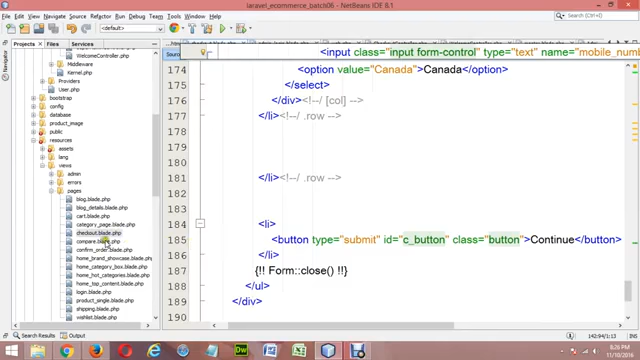 laravel_ecommerce_batch06 - NetBeans IDE 8.1
File Edit View Navigate Source Refactor Run Debug Profile Team Tools Window Help
<default>
Projects Files Services
Navigator
WelcomeController.php
Middleware
Kernel.php
Providers
User.php
bootstrap
config
database
product_image
public
resources
assets
lang
views
admin
errors
pages
blog.blade.php
blog_details.blade.php
cart.blade.php
category_page.blade.php
checkout.blade.php
compare.blade.php
confirm_order.blade.php
home_brand_showcase.blade.php
home_category_box.blade.php
home_hot_categories.blade.php
home_top_content.blade.php
login.blade.php
product_single.blade.php
shipping.blade.php
wishlist.blade.php
<input class="input form-control" type="text" name="mobile_num
174 <option value="Canada">Canada</option>
175 </select>
176 </div><!--/ [col] -->
177 </li><!--/ .row -->
178
179
180
181 </li><!--/ .row -->
182
183 <li>
184
185 <button type="submit" id="c_button" class="button">Continue</button>
186 </li>
187 {!! Form::close() !!}
188 </ul>
189 </div>
Search Results Output
142:94/1:13
8:26 PM
11/10/2016